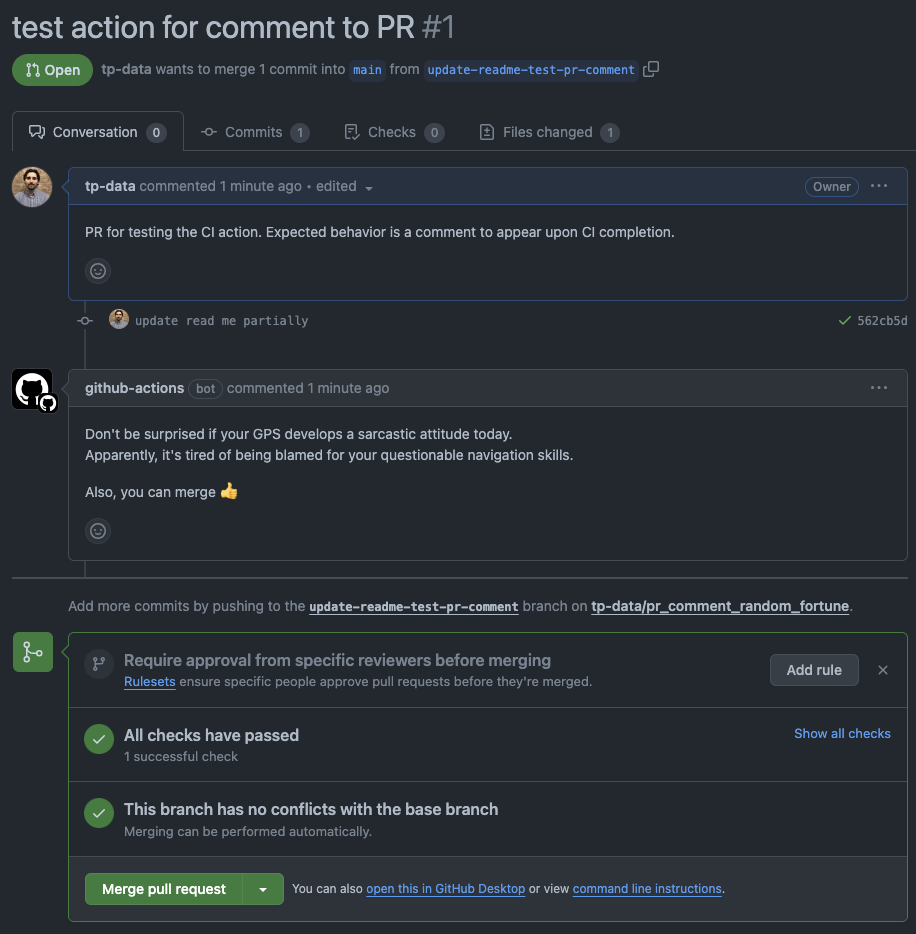 test action for comment to PR #1
Open tp-data wants to merge 1 commit into main from update-readme-test-pr-comment
Conversation 0 Commits 1 Checks 0 Files changed 1
tp-data commented 1 minute ago • edited Owner
PR for testing the CI action. Expected behavior is a comment to appear upon CI completion.
update read me partially 562cb5d
github-actions bot commented 1 minute ago
Don't be surprised if your GPS develops a sarcastic attitude today.
Apparently, it's tired of being blamed for your questionable navigation skills.
Also, you can merge 👍
Add more commits by pushing to the update-readme-test-pr-comment branch on tp-data/pr_comment_random_fortune.
Require approval from specific reviewers before merging
Rulesets ensure specific people approve pull requests before they're merged.
Add rule
All checks have passed
1 successful check
Show all checks
This branch has no conflicts with the base branch
Merging can be performed automatically.
Merge pull request You can also open this in GitHub Desktop or view command line instructions.